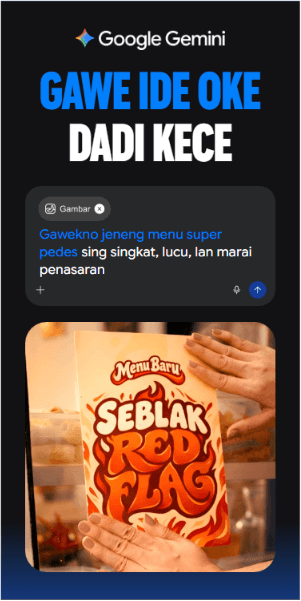 Google Gemini
GAWE IDE OKE
DADI KECE
Gambar
Gawekno jeneng menu super
pedes sing singkat, lucu, lan marai
penasaran
Menu Baru
SEBLAK
RED
FLAG